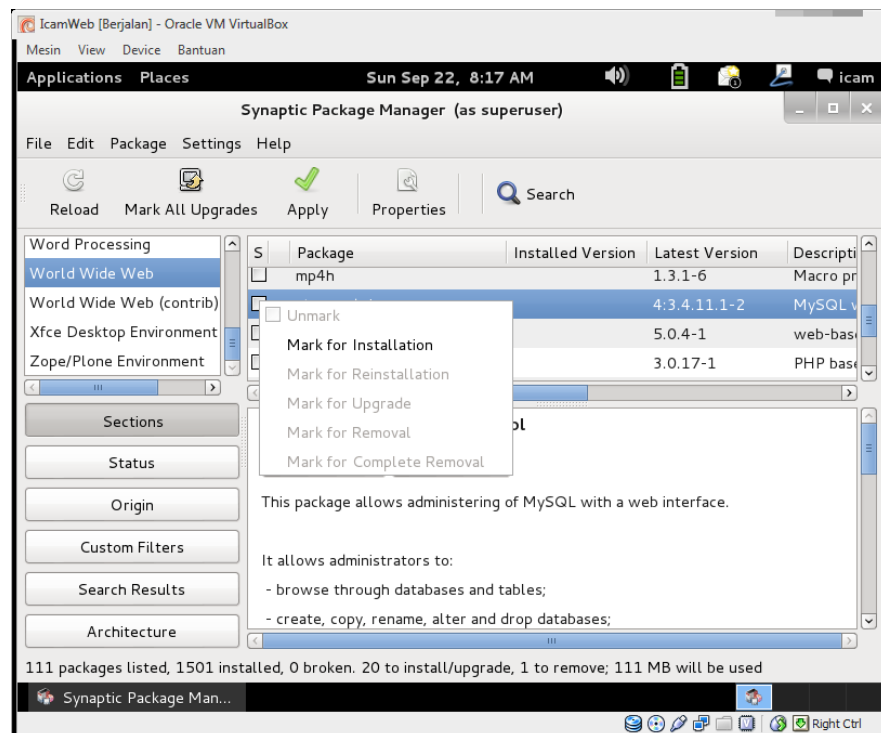 IcamWeb [Berjalan] - Oracle VM VirtualBox
Mesin View Device Bantuan
Applications Places Sun Sep 22, 8:17 AM icam
Synaptic Package Manager (as superuser)
File Edit Package Settings Help
Reload Mark All Upgrades Apply Properties Search
Word Processing
World Wide Web
World Wide Web (contrib)
Xfce Desktop Environment
Zope/Plone Environment
S Package Installed Version Latest Version Descripti
mp4h 1.3.1-6 Macro pr
4:3.4.11.1-2 MySQL
5.0.4-1 web-bas
3.0.17-1 PHP base
Unmark
Mark for Installation
Mark for Reinstallation
Mark for Upgrade
Mark for Removal
Mark for Complete Removal
Sections
Status
Origin
Custom Filters
Search Results
Architecture
This package allows administering of MySQL with a web interface.
It allows administrators to:
- browse through databases and tables;
- create, copy, rename, alter and drop databases;
111 packages listed, 1501 installed, 0 broken. 20 to install/upgrade, 1 to remove; 111 MB will be used
Synaptic Package Man...
Right Ctrl